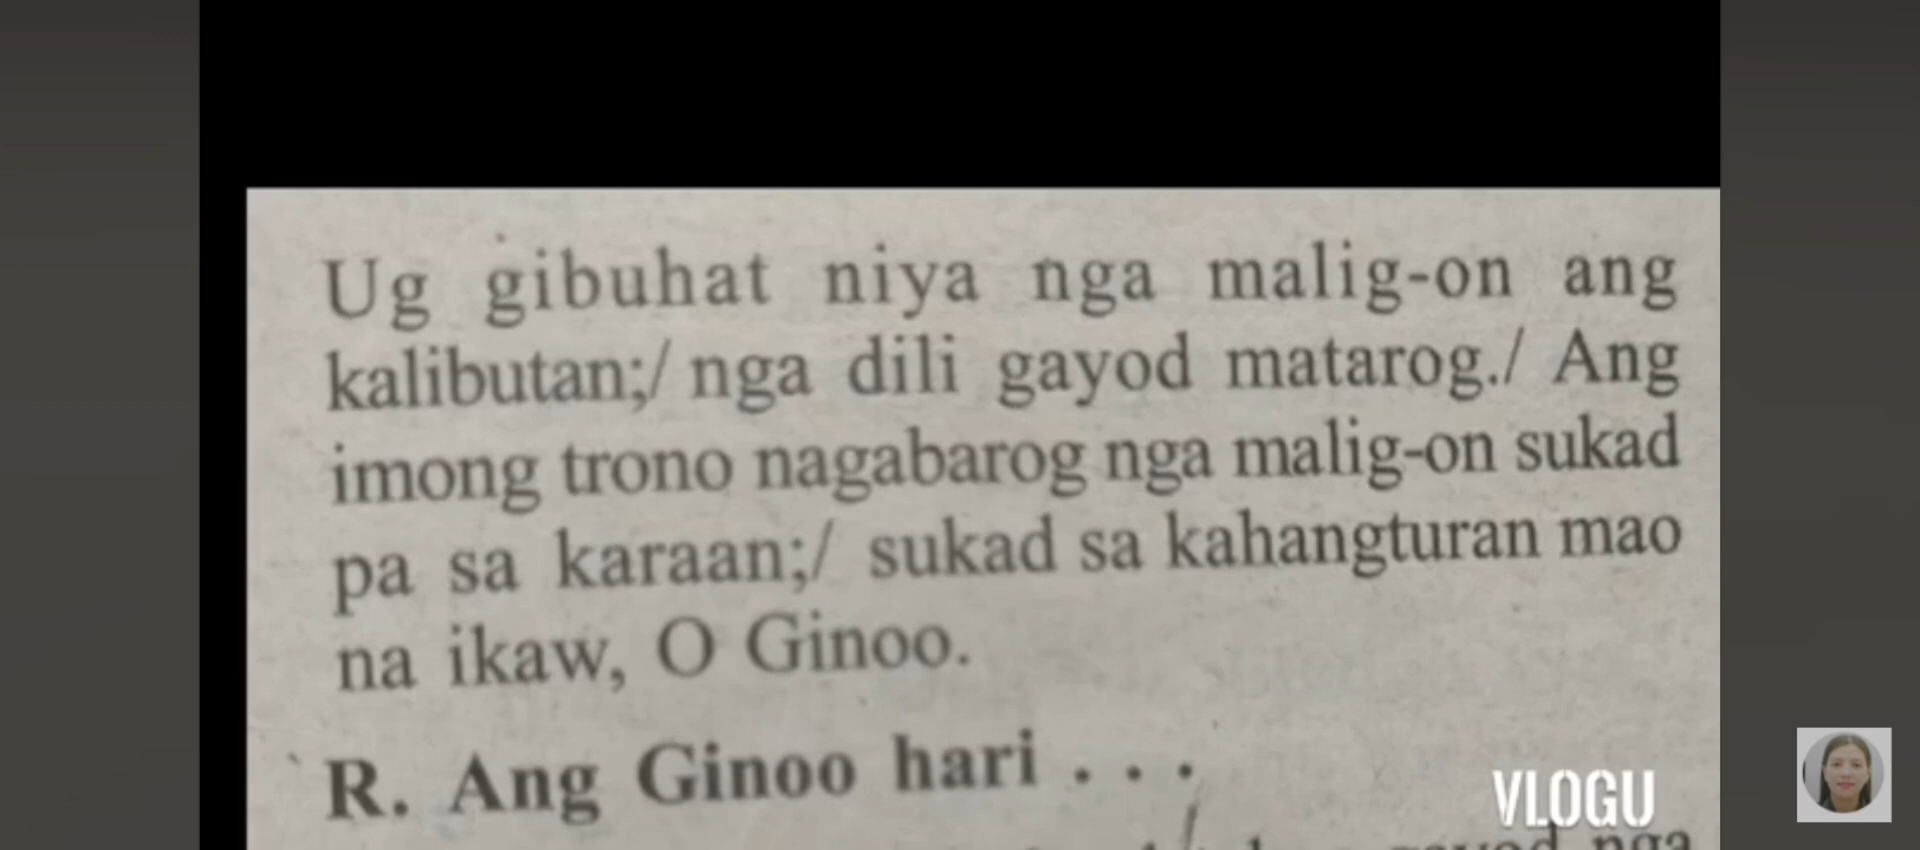 Ug gibuhat niya nga malig-on ang
kalibutan;/ nga dili gayod matarog./ Ang
imong trono nagabarog nga malig-on sukad
pa sa karaan;/ sukad sa kahangturan mao
na ikaw, O Ginoo.
R. Ang Ginoo hari . . .
VLOGU
nga